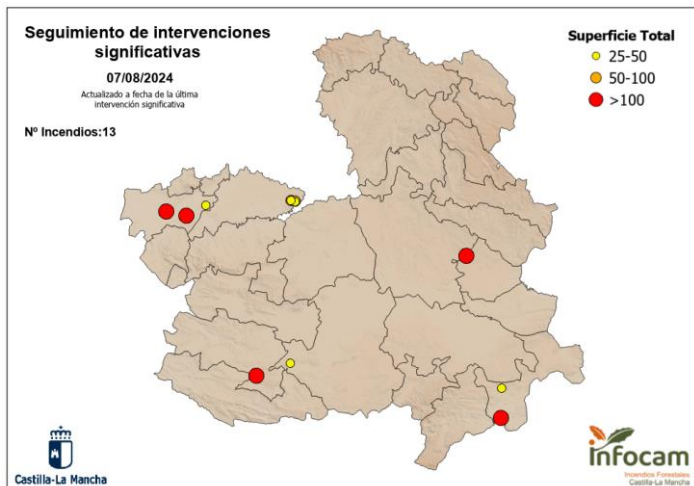 Seguimiento de intervenciones
significativas
07/08/2024
Actualizado a fecha de la última
intervención significativa
Nº Incendios:13
Superficie Total
25-50
50-100
>100
Castilla-La Mancha
infocam
Incendios Forestales
Castilla-La Mancha